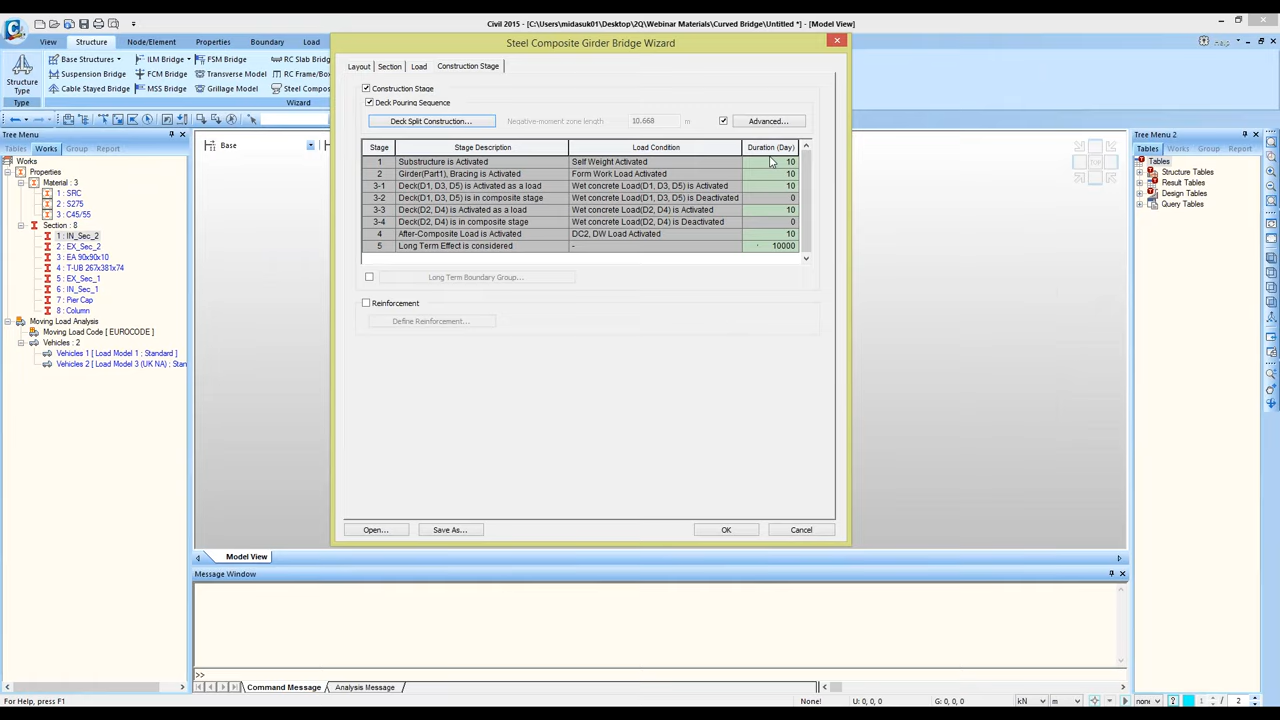 Civil 2015 - [C:\Users\midasuk01\Desktop\2Q\Webinar Materials\Curved Bridge\Untitled *] - [Model View]
View Structure Node/Element Properties Boundary Load
Help
Structure Type
Base Structures
Suspension Bridge
Cable Stayed Bridge
ILM Bridge
FCM Bridge
MSS Bridge
FSM Bridge
Transverse Model
Grillage Model
RC Slab Bridg
RC Frame/Box
Steel Compos
Type
Wizard
Base
Tree Menu
Tables Works Group Report
Works
Properties
Material : 3
1 : SRC
2 : S275
3 : C45/55
Section : 8
1 : IN_Sec_2
2 : EX_Sec_2
3 : EA 90x90x10
4 : T-UB 267x381x74
5 : EX_Sec_1
6 : IN_Sec_1
7 : Pier Cap
8 : Column
Moving Load Analysis
Moving Load Code [ EUROCODE ]
Vehicles : 2
Vehicles 1 [ Load Model 1 ; Standard ]
Vehicles 2 [ Load Model 3 (UK NA) ; Stan
Steel Composite Girder Bridge Wizard
Layout Section Load Construction Stage
Construction Stage
Deck Pouring Sequence
Deck Split Construction... Negative-moment zone length 10.668 m Advanced...
Stage Stage Description Load Condition Duration (Day)
1 Substructure is Activated Self Weight Activated 10
2 Girder(Part1), Bracing is Activated Form Work Load Activated 10
3-1 Deck(D1, D3, D5) is Activated as a load Wet concrete Load(D1, D3, D5) is Activated 10
3-2 Deck(D1, D3, D5) is in composite stage Wet concrete Load(D1, D3, D5) is Deactivated 0
3-3 Deck(D2, D4) is Activated as a load Wet concrete Load(D2, D4) is Activated 10
3-4 Deck(D2, D4) is in composite stage Wet concrete Load(D2, D4) is Deactivated 0
4 After-Composite Load is Activated DC2, DW Load Activated 10
5 Long Term Effect is considered - 10000
Long Term Boundary Group...
Reinforcement
Define Reinforcement...
Open... Save As... OK Cancel
TOP
Tree Menu 2
Tables Works Group Report
Tables
Structure Tables
Result Tables
Design Tables
Query Tables
Model View
Message Window
>>
Command Message Analysis Message
For Help, press F1
None! U: 0, 0, 0 G: 0, 0, 0 kN m none 1 / 2